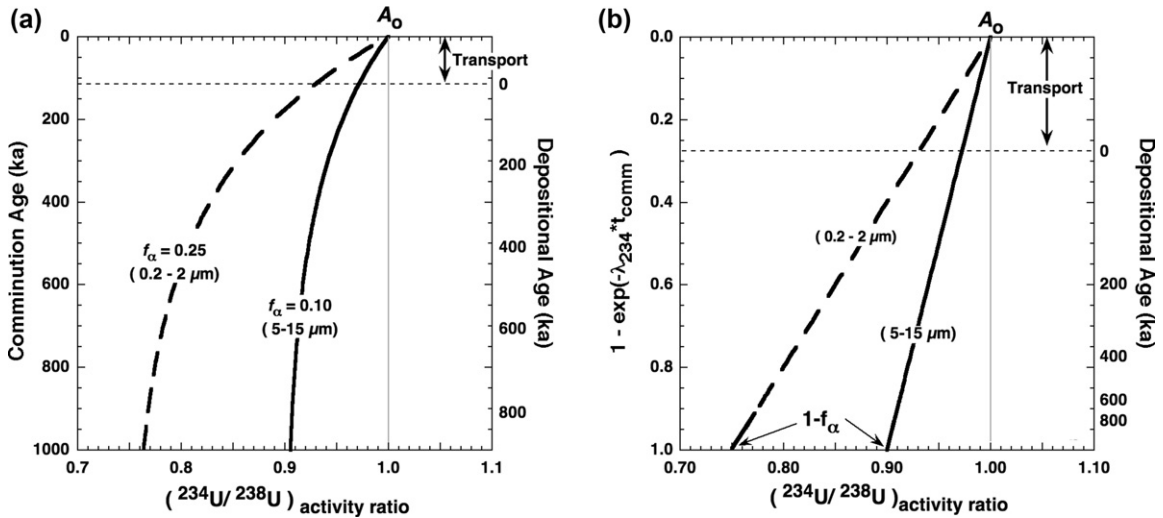 (a)
A₀
0
200
400
600
800
1000
Comminution Age (ka)
Transport
0
200
400
600
800
Depositional Age (ka)
fα = 0.25
( 0.2 - 2 µm)
fα = 0.10
(5-15 µm)
0.7 0.8 0.9 1.0 1.1
( ²³⁴U/ ²³⁸U ) activity ratio
(b)
A₀
0.0
0.2
0.4
0.6
0.8
1.0
1 - exp(-λ₂₃₄*t_comm )
Transport
0
200
400
600
800
Depositional Age (ka)
( 0.2 - 2 µm)
(5-15 µm)
1-fα
0.70 0.80 0.90 1.00 1.10
( ²³⁴U/ ²³⁸U ) activity ratio